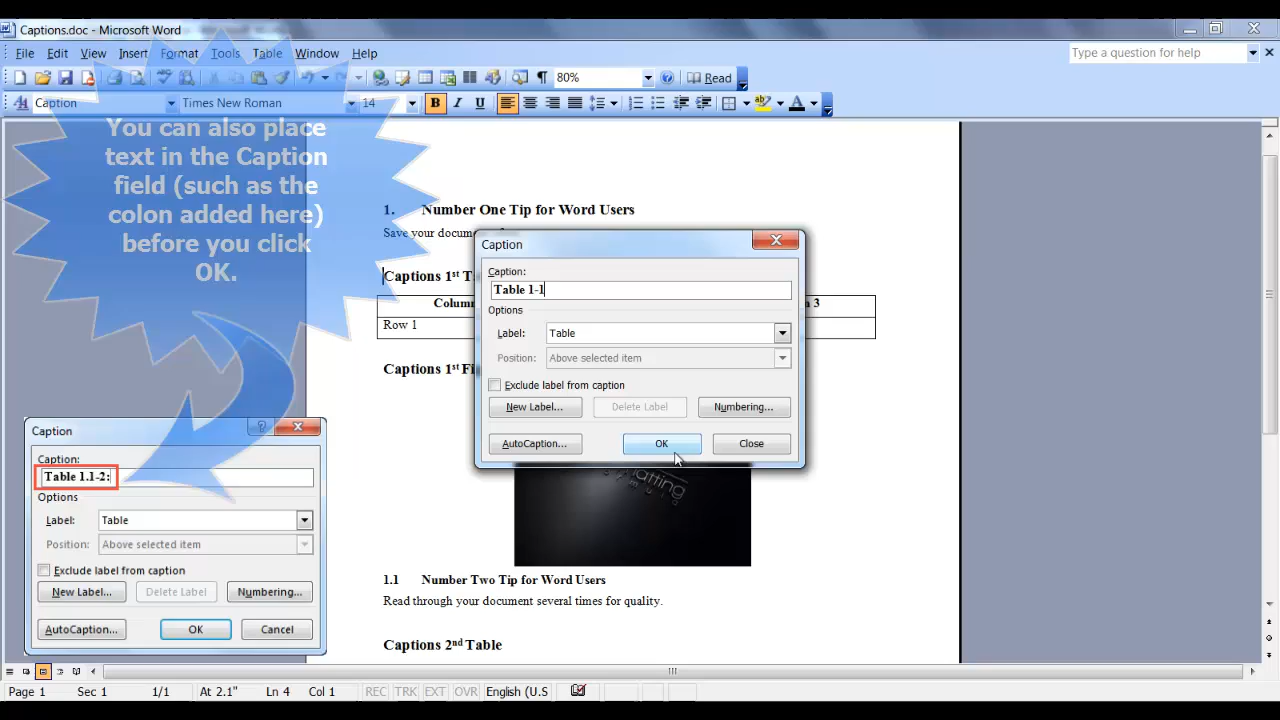 Captions.doc - Microsoft Word
File Edit View Insert Format Tools Table Window Help
Type a question for help
80%
Read
Caption Times New Roman 14 B I U
You can also place
text in the Caption
field (such as the
colon added here)
before you click
OK.
1. Number One Tip for Word Users
Save your docum
Captions 1st T
Colum
3
Row 1
Captions 1st Fi
Caption
Caption:
Table 1-1
Options
Label: Table
Position: Above selected item
Exclude label from caption
New Label... Delete Label Numbering...
AutoCaption... OK Close
Caption
Caption:
Table 1.1-2:
Options
Label: Table
Position: Above selected item
Exclude label from caption
New Label... Delete Label Numbering...
AutoCaption... OK Cancel
1.1 Number Two Tip for Word Users
Read through your document several times for quality.
Captions 2nd Table
Page 1 Sec 1 1/1 At 2.1" Ln 4 Col 1 REC TRK EXT OVR English (U.S